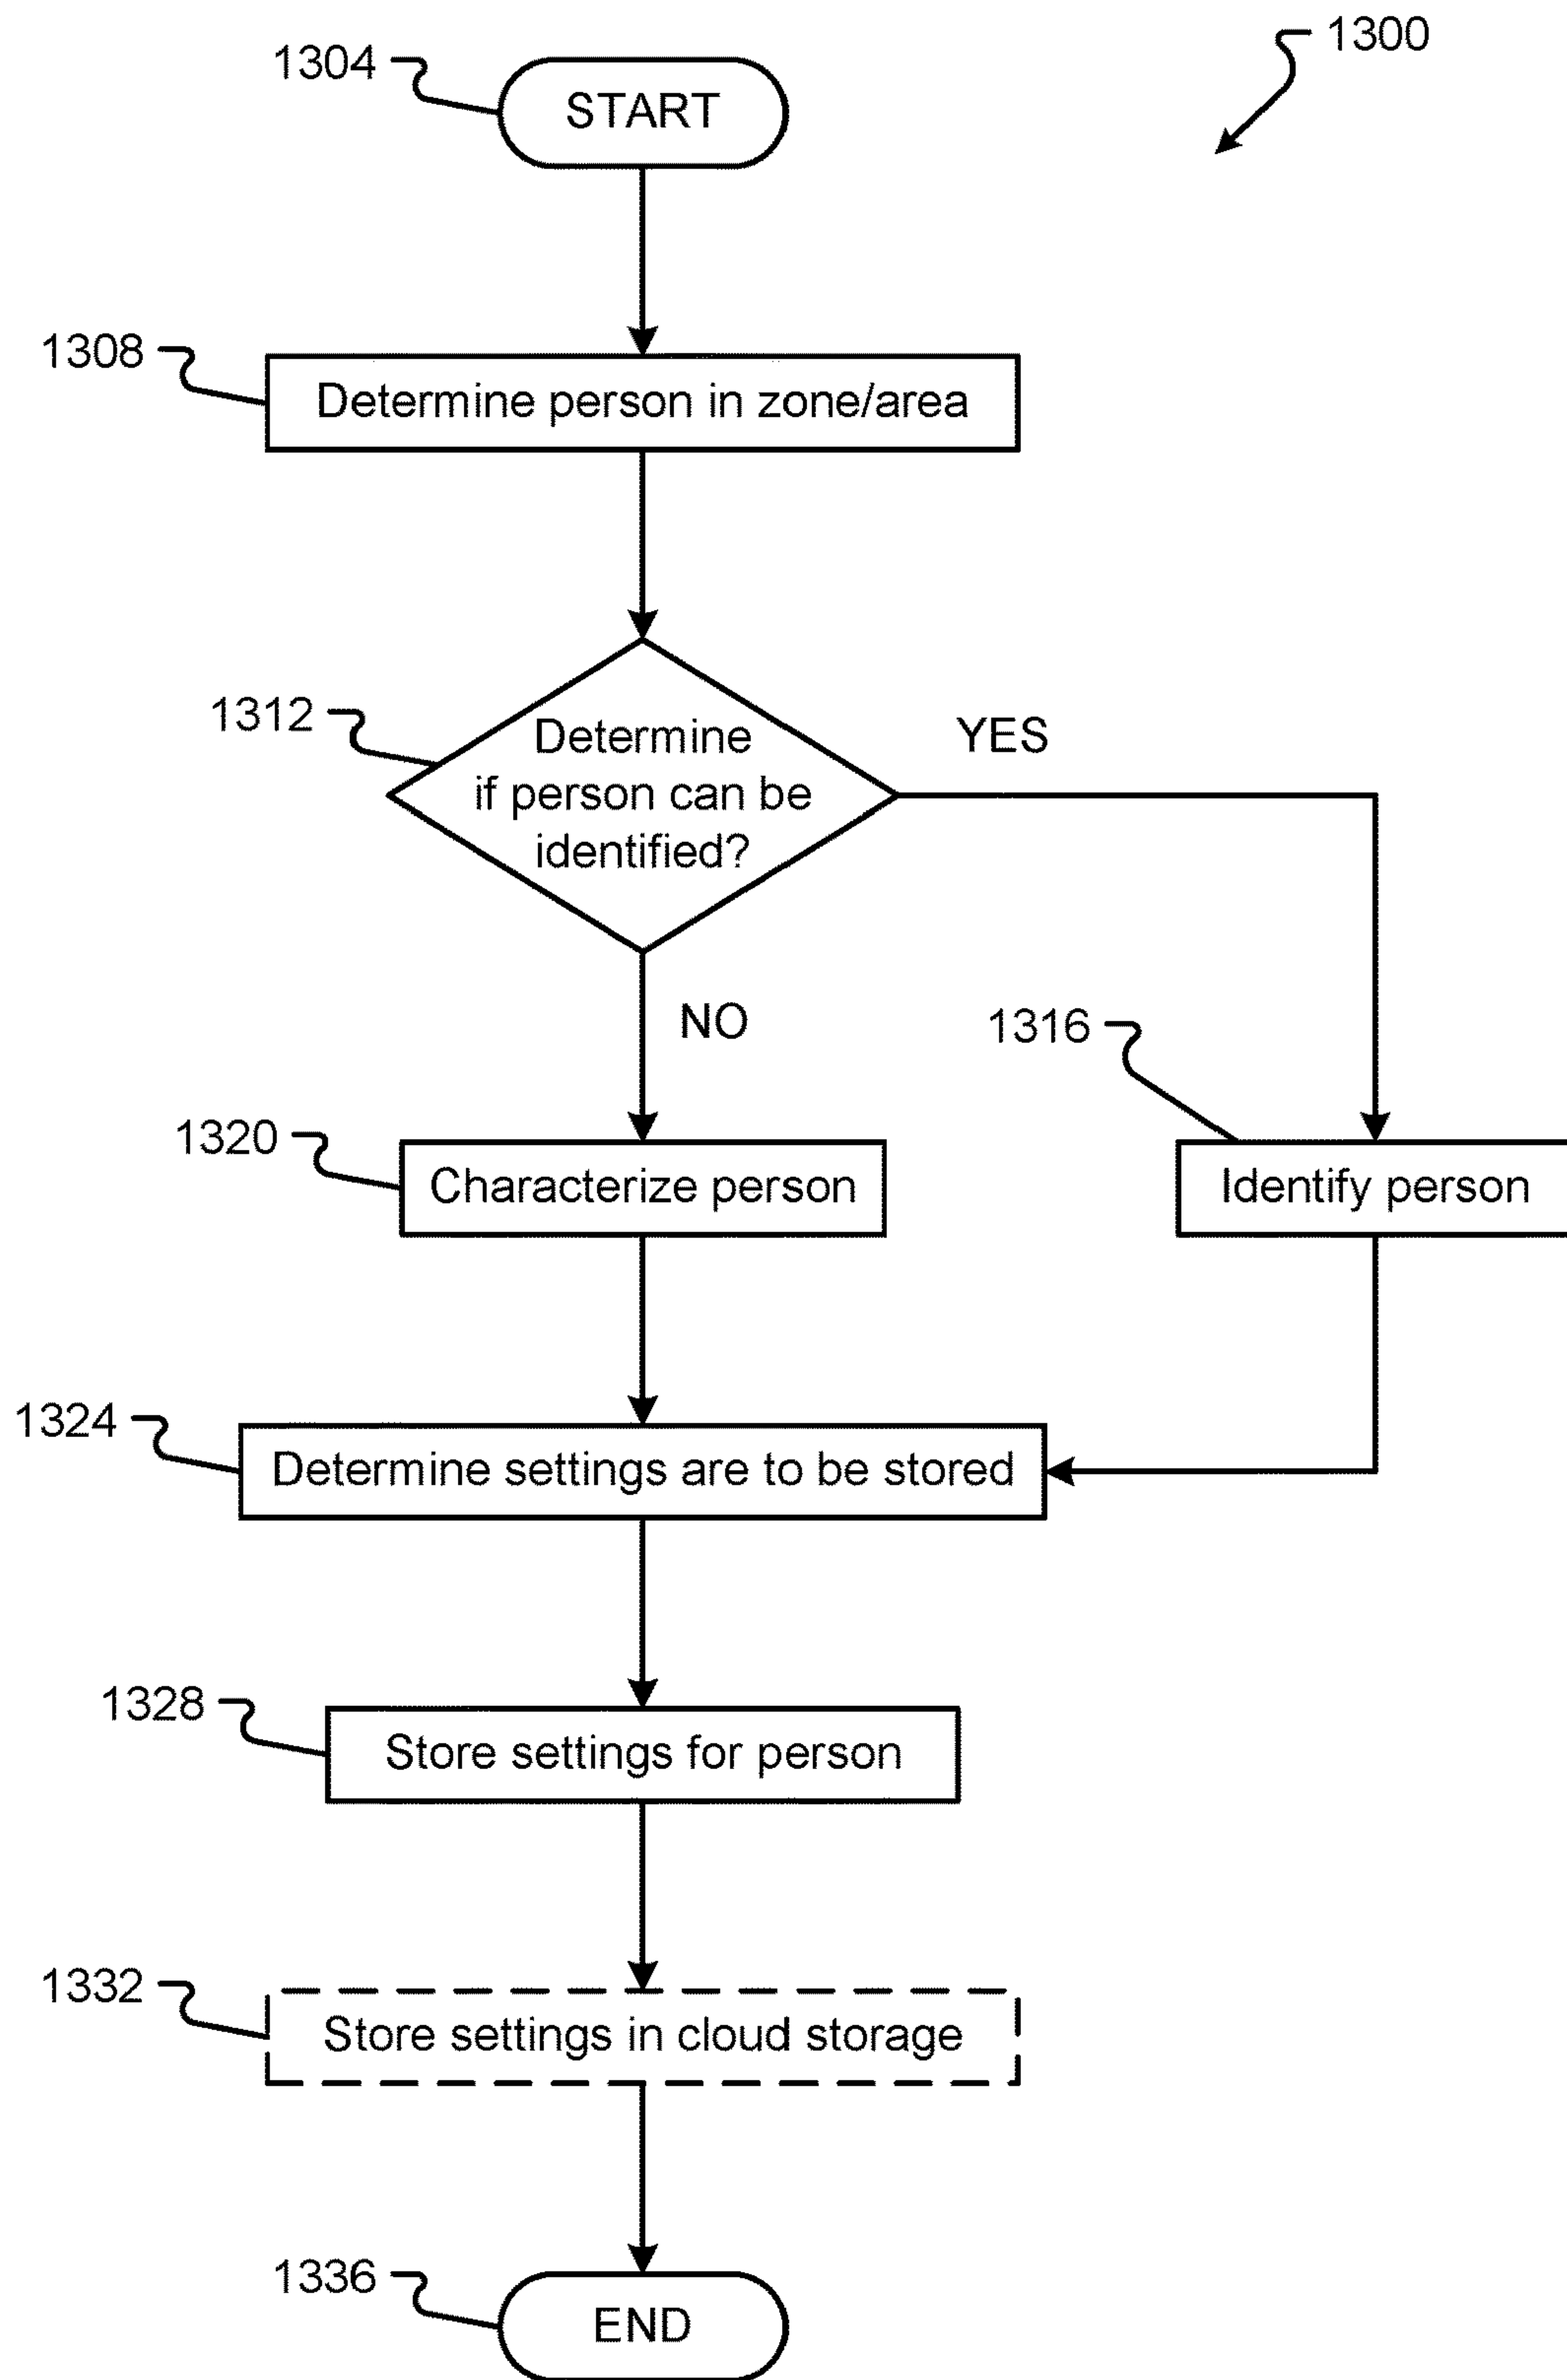 1300
1304
START
1308
Determine person in zone/area
1312
Determine
if person can be
identified?
YES
NO
1316
1320
Characterize person
Identify person
1324
Determine settings are to be stored
1328
Store settings for person
1332
Store settings in cloud storage
1336
END